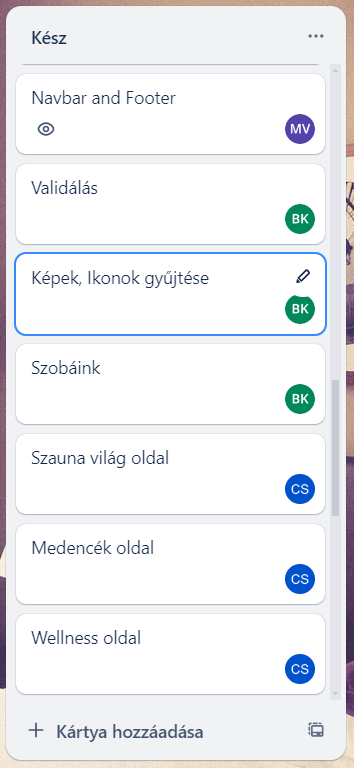 Kész
Navbar and Footer
MV
Validálás
BK
Képek, Ikonok gyűjtése
BK
Szobáink
BK
Szauna világ oldal
CS
Medencék oldal
CS
Wellness oldal
CS
Kártya hozzáadása